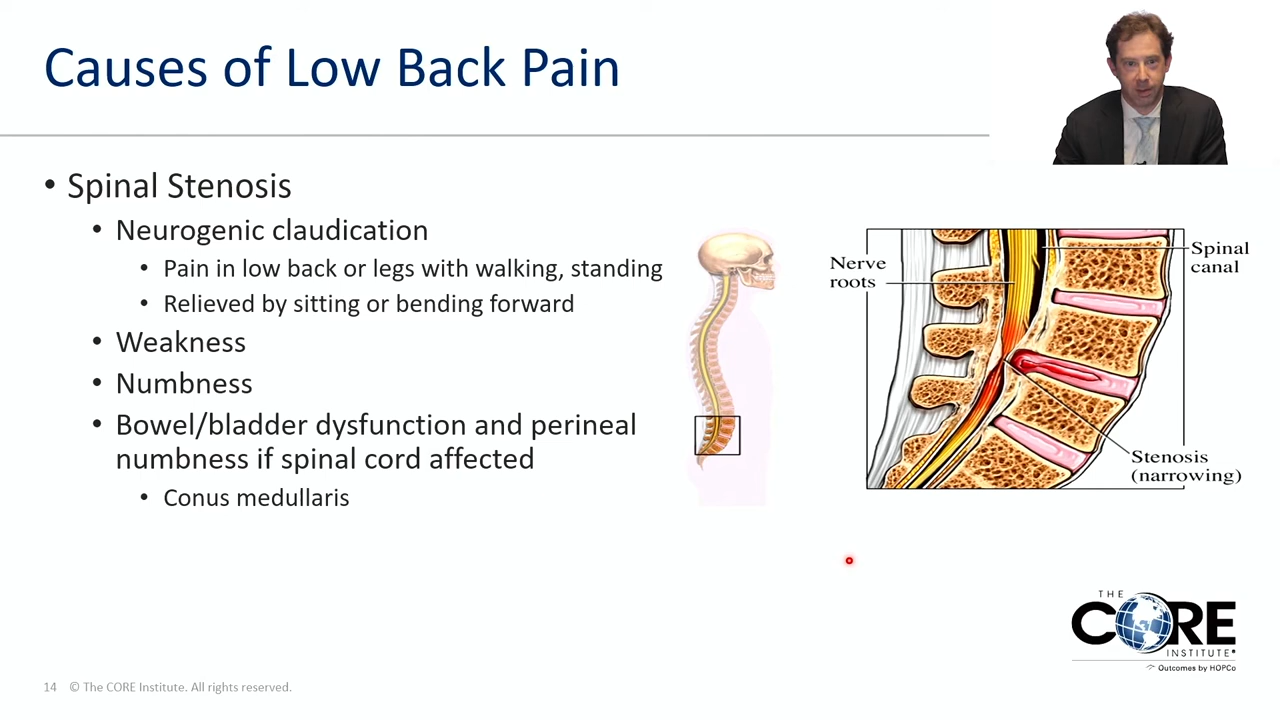 Causes of Low Back Pain
• Spinal Stenosis
• Neurogenic claudication
• Pain in low back or legs with walking, standing
• Relieved by sitting or bending forward
• Weakness
• Numbness
• Bowel/bladder dysfunction and perineal
numbness if spinal cord affected
• Conus medullaris
Nerve
roots
Spinal
canal
Stenosis
(narrowing)
THE
CORE
INSTITUTE
Outcomes by HOPCo
14 © The CORE Institute. All rights reserved.